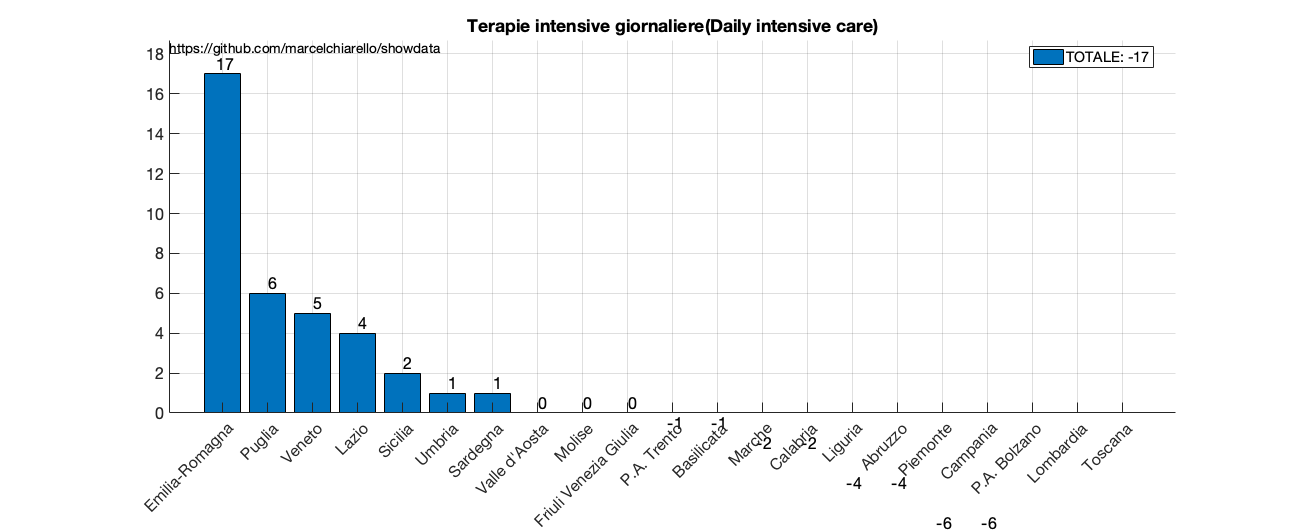 Terapie intensive giornaliere(Daily intensive care)
https://github.com/marcelchiarello/showdata
TOTALE: -17
18
16
14
12
10
8
6
4
2
0
17
6
5
4
2
1
1
0
0
0
-1
-1
-2
-2
-4
-4
-6
-6
Emilia-Romagna
Puglia
Veneto
Lazio
Sicilia
Umbria
Sardegna
Valle d'Aosta
Molise
Friuli Venezia Giulia
P.A. Trento
Basilicata
Marche
Calabria
Liguria
Abruzzo
Piemonte
Campania
P.A. Bolzano
Lombardia
Toscana